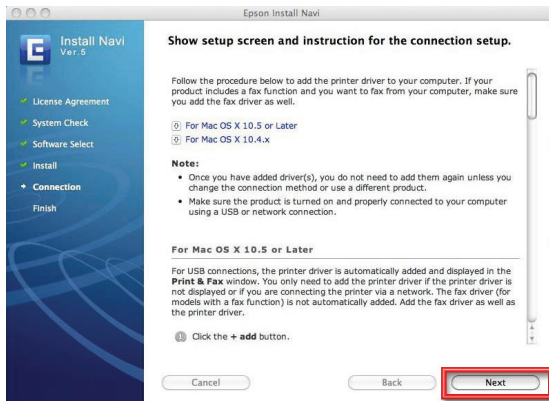 Epson Install Navi
Install Navi
Ver.5
License Agreement
System Check
Software Select
Install
Connection
Finish
Show setup screen and instruction for the connection setup.
Follow the procedure below to add the printer driver to your computer. If your
product includes a fax function and you want to fax from your computer, make sure
you add the fax driver as well.
For Mac OS X 10.5 or Later
For Mac OS X 10.4.x
Note:
• Once you have added driver(s), you do not need to add them again unless you
change the connection method or use a different product.
• Make sure the product is turned on and properly connected to your computer
using a USB or network connection.
For Mac OS X 10.5 or Later
For USB connections, the printer driver is automatically added and displayed in the
Print & Fax window. You only need to add the printer driver if the printer driver is
not displayed or if you are connecting the printer via a network. The fax driver (for
models with a fax function) is not automatically added. Add the fax driver as well as
the printer driver.
1 Click the + add button.
Cancel
Back
Next